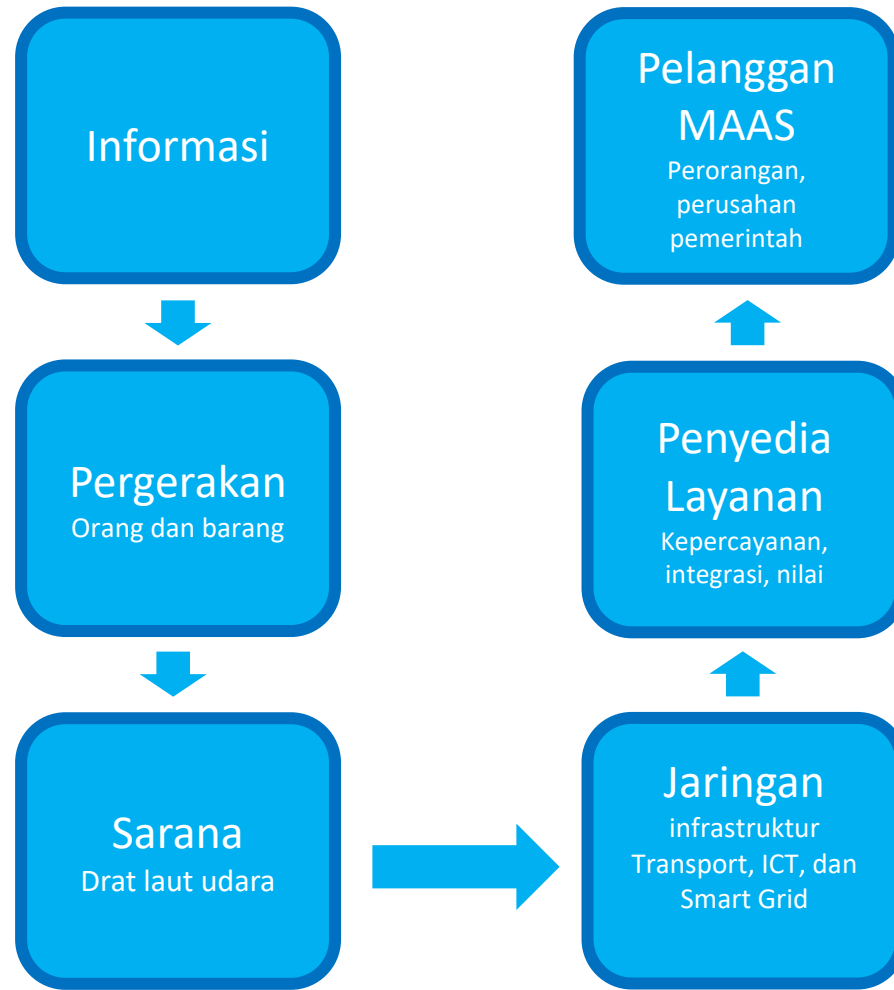 Informasi
Pergerakan
Orang dan barang
Sarana
Drat laut udara
Jaringan
infrastruktur
Transport, ICT, dan
Smart Grid
Penyedia
Layanan
Kepercayanan,
integrasi, nilai
Pelanggan
MAAS
Perorangan,
perusahan
pemerintah